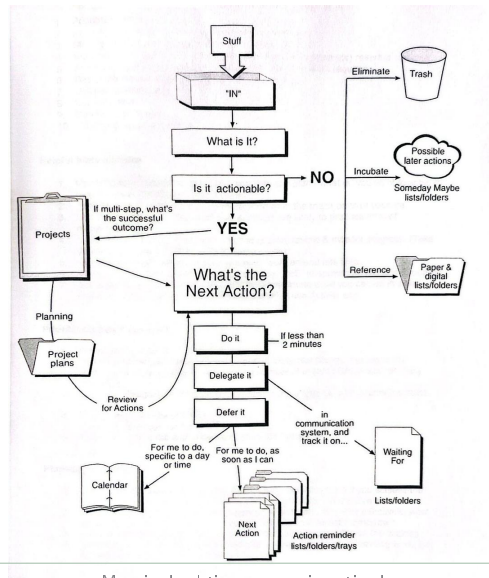 Stuff
"IN"
What is It?
Is it actionable?
NO
Eliminate
Trash
Incubate
Possible
later actions
Someday Maybe
lists/folders
Reference
Paper &
digital
lists/folders
YES
If multi-step, what's
the successful
outcome?
Projects
Planning
Project
plans
Review
for Actions
What's the
Next Action?
Do it
If less than
2 minutes
Delegate it
in
communication
system, and
track it on...
Waiting
For
Lists/folders
Defer it
For me to do,
specific to a day
or time
Calendar
For me to do, as
soon as I can
Next
Action
Action reminder
lists/folders/trays